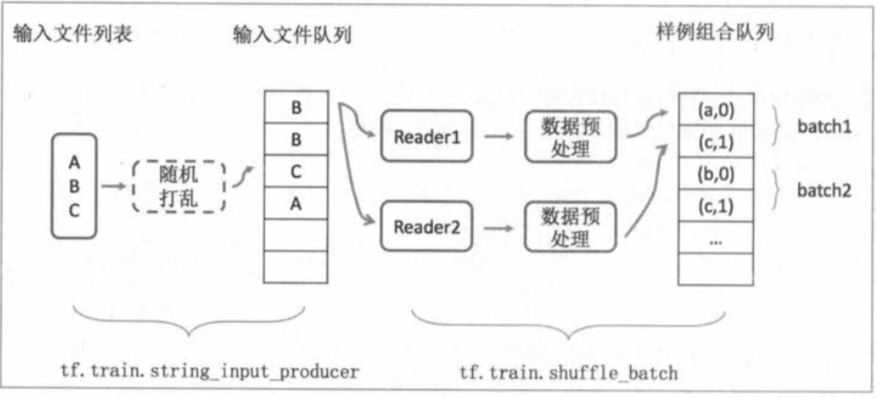 输入文件列表
输入文件队列
样例组合队列
A
B
C
随机
打乱
B
B
C
A
Reader1
数据预
处理
Reader2
数据预
处理
(a,0)
(c,1)
(b,0)
(c,1)
...
batch1
batch2
tf.train.string_input_producer
tf.train.shuffle_batch